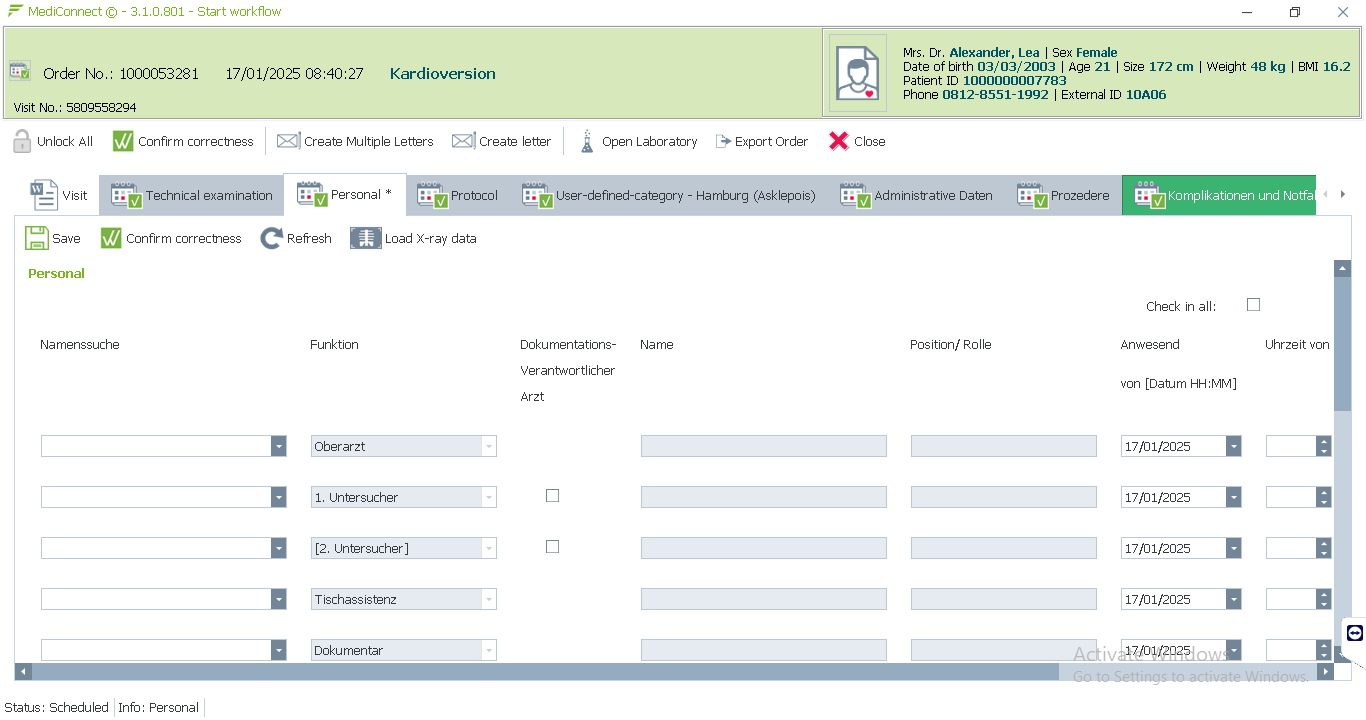 MediConnect © - 3.1.0.801 - Start workflow
Order No.: 1000053281 17/01/2025 08:40:27 Kardioversion
Visit No.: 5809558294
Mrs. Dr. Alexander, Lea | Sex Female
Date of birth 03/03/2003 | Age 21 | Size 172 cm | Weight 48 kg | BMI 16.2
Patient ID 1000000007783
Phone 0812-8551-1992 | External ID 10A06
Unlock All Confirm correctness Create Multiple Letters Create letter Open Laboratory Export Order Close
Visit Technical examination Personal * Protocol User-defined-category - Hamburg (Asklepois) Administrative Daten Prozedere Komplikationen und Notfal
Save Confirm correctness Refresh Load X-ray data
Personal
Check in all:
Namenssuche Funktion Dokumentations- Name Position/ Rolle Anwesend Uhrzeit von
Verantwortlicher
von [Datum HH:MM]
Arzt
Oberarzt 17/01/2025
1. Untersucher 17/01/2025
[2. Untersucher] 17/01/2025
Tischassistenz 17/01/2025
Dokumentar 17/01/2025
Activate Windows
Go to Settings to activate Windows.
Status: Scheduled Info: Personal